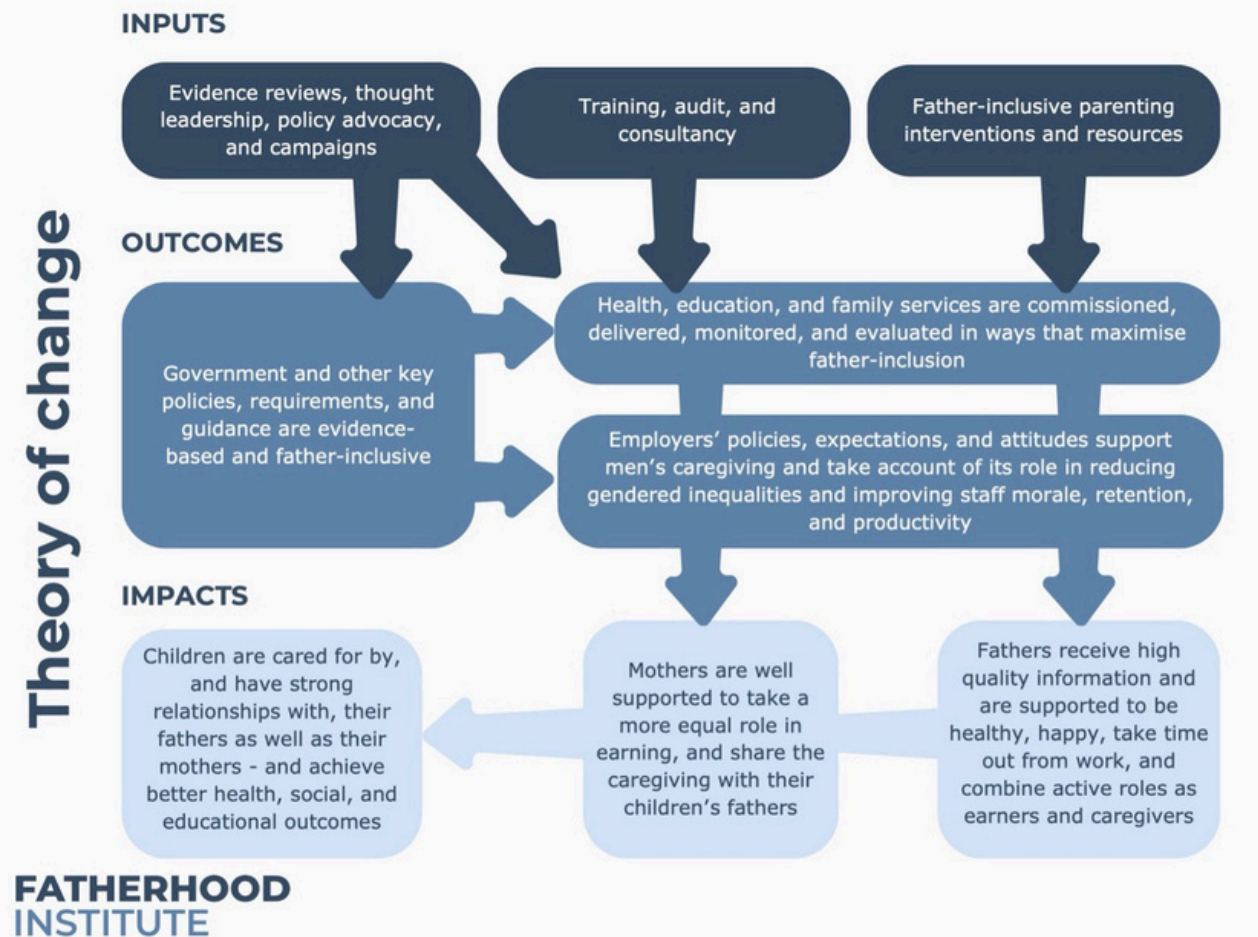 Theory of change
INPUTS
Evidence reviews, thought
leadership, policy advocacy,
and campaigns
Training, audit, and
consultancy
Father-inclusive parenting
interventions and resources
OUTCOMES
Government and other key
policies, requirements, and
guidance are evidence-
based and father-inclusive
Health, education, and family services are commissioned,
delivered, monitored, and evaluated in ways that maximise
father-inclusion
Employers’ policies, expectations, and attitudes support
men’s caregiving and take account of its role in reducing
gendered inequalities and improving staff morale, retention,
and productivity
IMPACTS
Children are cared for by,
and have strong
relationships with, their
fathers as well as their
mothers - and achieve
better health, social, and
educational outcomes
Mothers are well
supported to take a
more equal role in
earning, and share the
caregiving with their
children’s fathers
Fathers receive high
quality information and
are supported to be
healthy, happy, take time
out from work, and
combine active roles as
earners and caregivers
FATHERHOOD
INSTITUTE